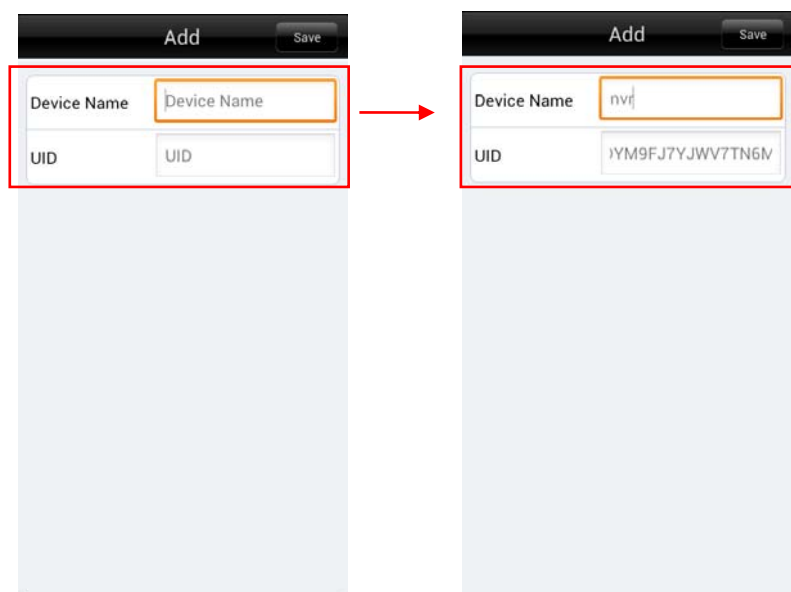 Add
Save
Device Name
Device Name
UID
UID
Add
Save
Device Name
nvr
UID
YM9FJ7YJWV7TN6